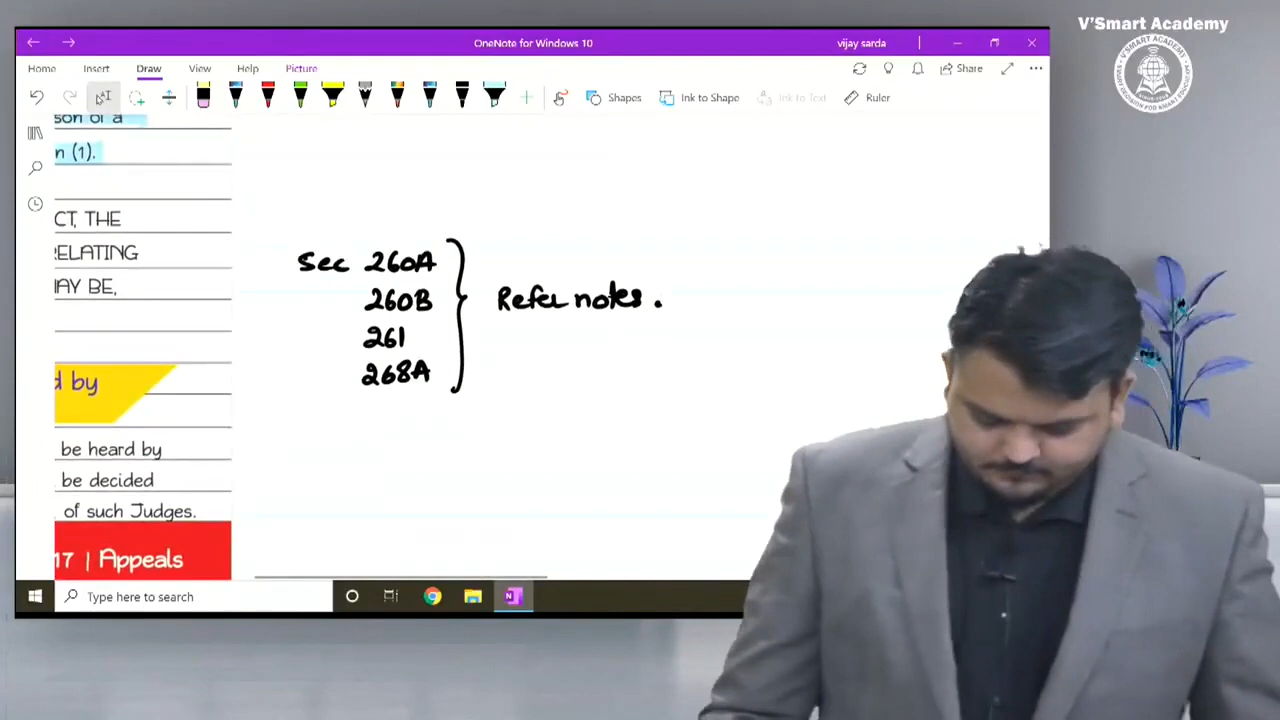 V'Smart Academy
OneNote for Windows 10
vijay sarda
Home Insert Draw View Help Picture
Share
Shapes Ink to Shape Ink to Text Ruler
son of a
n (1).
CT, THE
RELATING
MAY BE,
d by
be heard by
be decided
of such Judges.
17 | Appeals
Sec 260A
260B
261
268A
Refer notes.
Type here to search